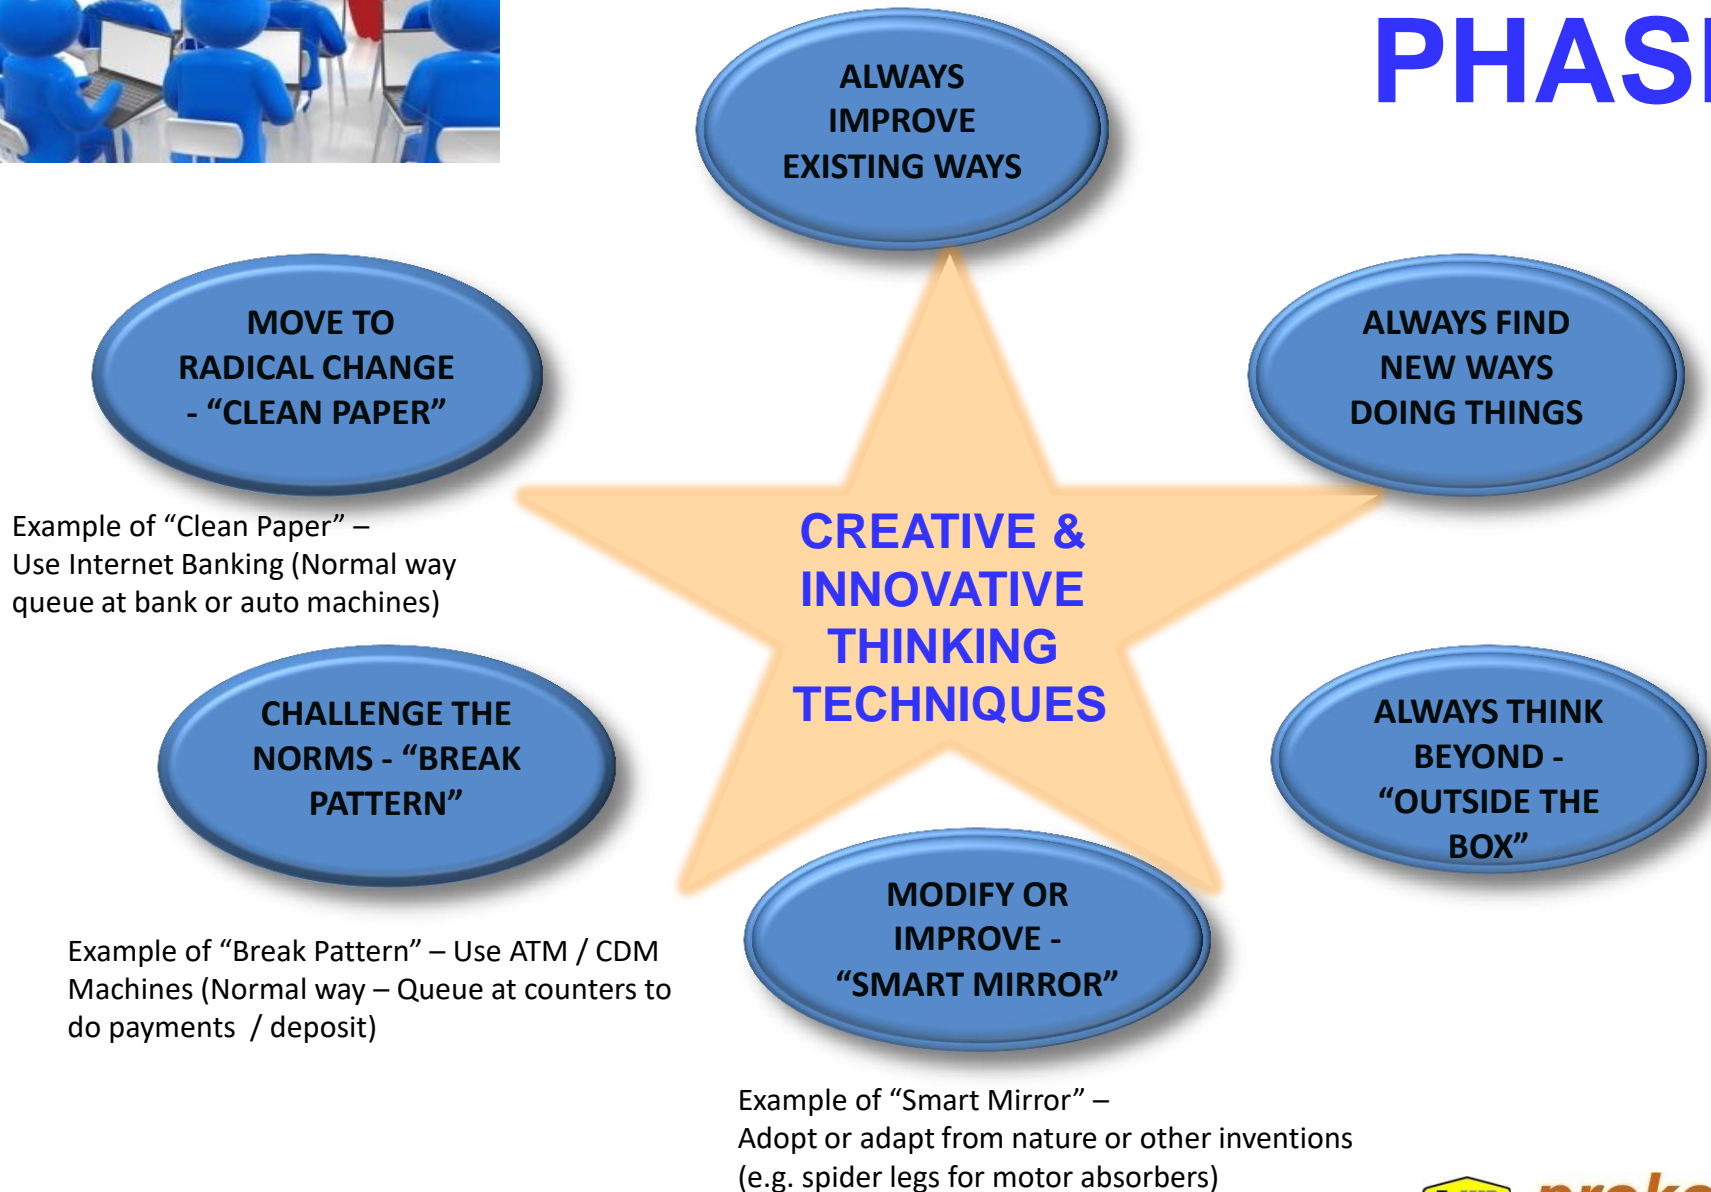 PHAS
ALWAYS
IMPROVE
EXISTING WAYS
MOVE TO
RADICAL CHANGE
- “CLEAN PAPER”
ALWAYS FIND
NEW WAYS
DOING THINGS
Example of “Clean Paper” –
Use Internet Banking (Normal way
queue at bank or auto machines)
CREATIVE &
INNOVATIVE
THINKING
TECHNIQUES
CHALLENGE THE
NORMS - “BREAK
PATTERN”
ALWAYS THINK
BEYOND -
“OUTSIDE THE
BOX”
Example of “Break Pattern” – Use ATM / CDM
Machines (Normal way – Queue at counters to
do payments / deposit)
MODIFY OR
IMPROVE -
“SMART MIRROR”
Example of “Smart Mirror” –
Adopt or adapt from nature or other inventions
(e.g. spider legs for motor absorbers)